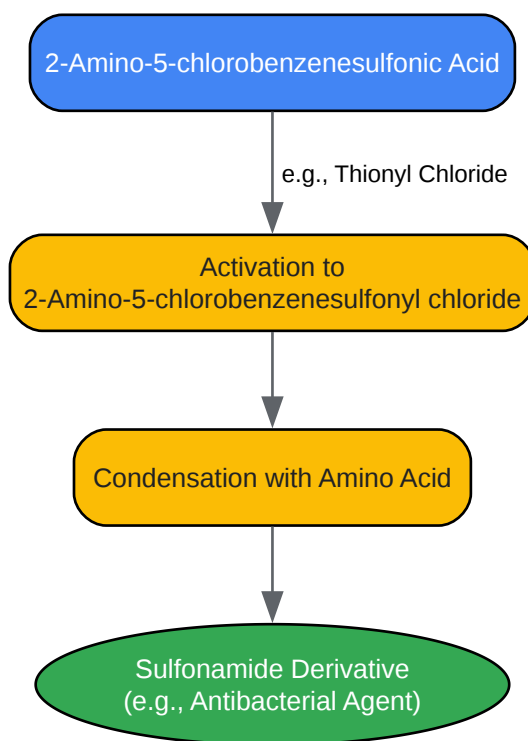 2-Amino-5-chlorobenzenesulfonic Acid
e.g., Thionyl Chloride
Activation to
2-Amino-5-chlorobenzenesulfonyl chloride
Condensation with Amino Acid
Sulfonamide Derivative
(e.g., Antibacterial Agent)